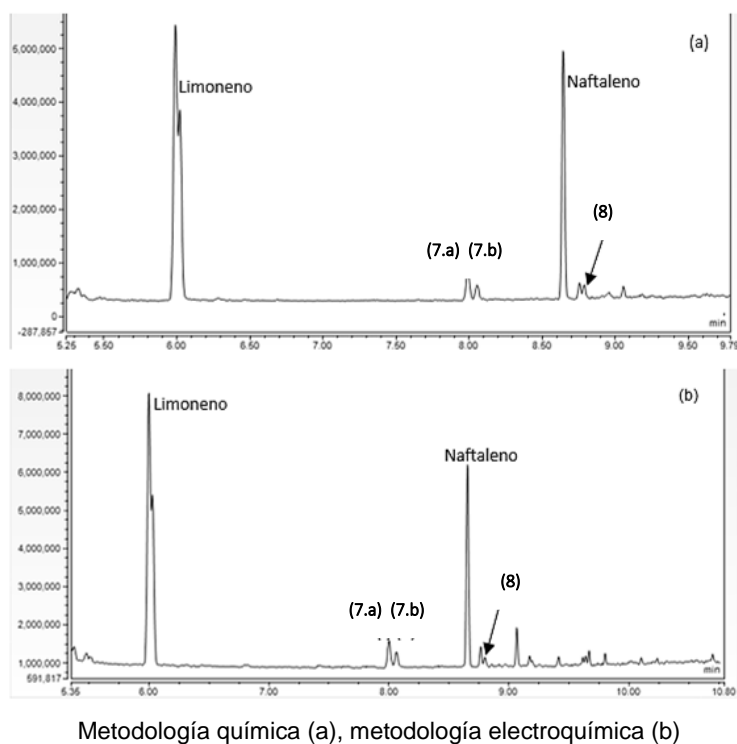 (a)
5,000,000
Limoneno
Naftaleno
4,000,000
3,000,000
2,000,000
(8)
(7.a) (7.b)
1,000,000
0
-287,857
min
5.25 5.50 6.00 6.50 7.00 7.50 8.00 8.50 9.00 9.50 9.79
8,000,000
(b)
Limoneno
7,000,000
6,000,000
Naftaleno
5,000,000
4,000,000
3,000,000
(8)
2,000,000
(7.a) (7.b)
1,000,000
591,817
min
6.00 7.00 8.00 9.00 10.00 10.80
Metodología química (a), metodología electroquímica (b)